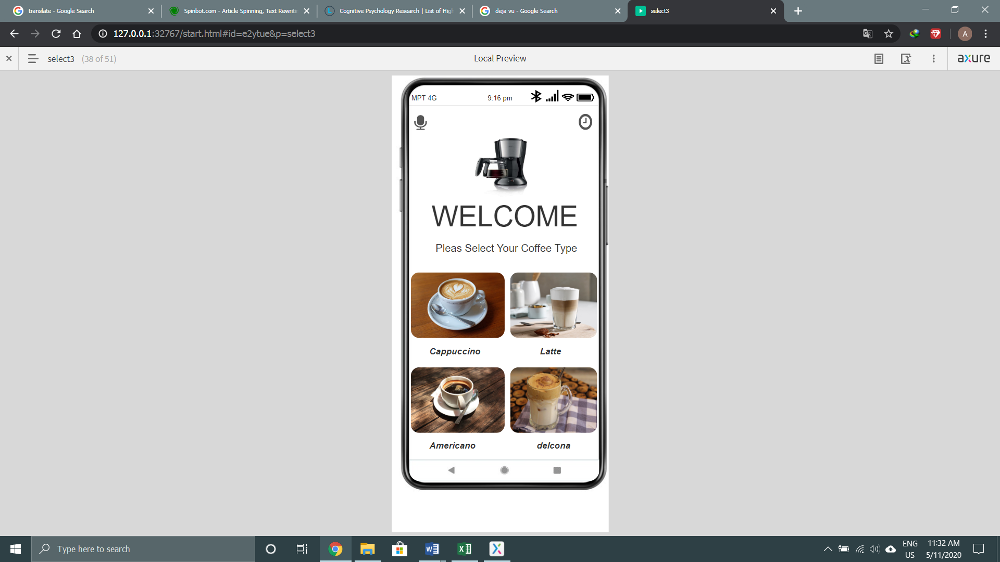 translate - Google Search
Spinbot.com - Article Spinning, Text Rewritin
Cognitive Psychology Research | List of High
deja vu - Google Search
select3
127.0.0.1:32767/start.html#id=e2ytue&p=select3
A
select3 (38 of 51)
Local Preview
axure
MPT 4G
9:16 pm
WELCOME
Pleas Select Your Coffee Type
Cappuccino
Latte
Americano
delcona
Type here to search
ENG
US
11:32 AM
5/11/2020